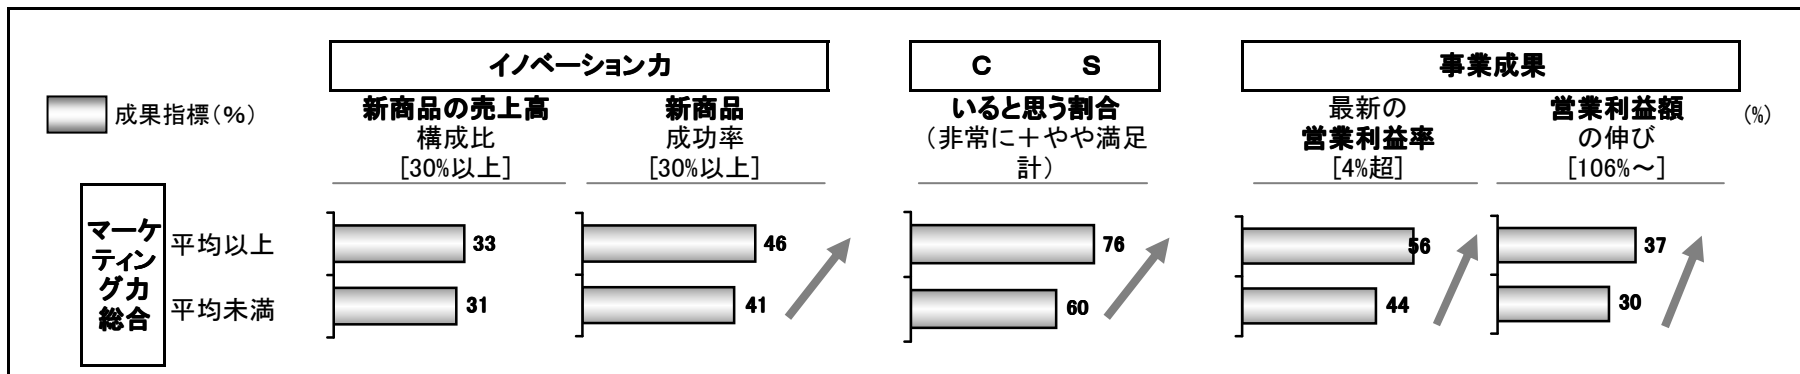 イノベーション力
C S
事業成果
成果指標(%)
新商品の売上高
構成比
[30%以上]
新商品
成功率
[30%以上]
いると思う割合
(非常に+やや満足
計)
最新の
営業利益率
[4%超]
営業利益額
の伸び
[106%~]
(%)
マーケ
ティン
グ力
総合
平均以上
33
46
76
56
37
平均未満
31
41
60
44
30